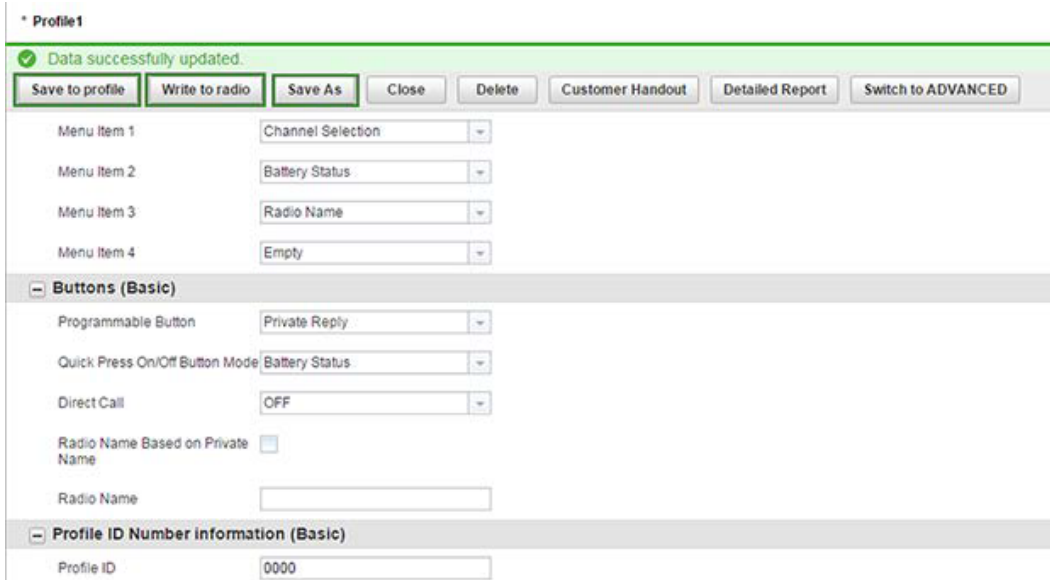 * Profile1
Data successfully updated.
Save to profile Write to radio Save As Close Delete Customer Handout Detailed Report Switch to ADVANCED
Menu Item 1 Channel Selection
Menu Item 2 Battery Status
Menu Item 3 Radio Name
Menu Item 4 Empty
Buttons (Basic)
Programmable Button Private Reply
Quick Press On/Off Button Mode Battery Status
Direct Call OFF
Radio Name Based on Private
Name
Radio Name
Profile ID Number information (Basic)
Profile ID 0000